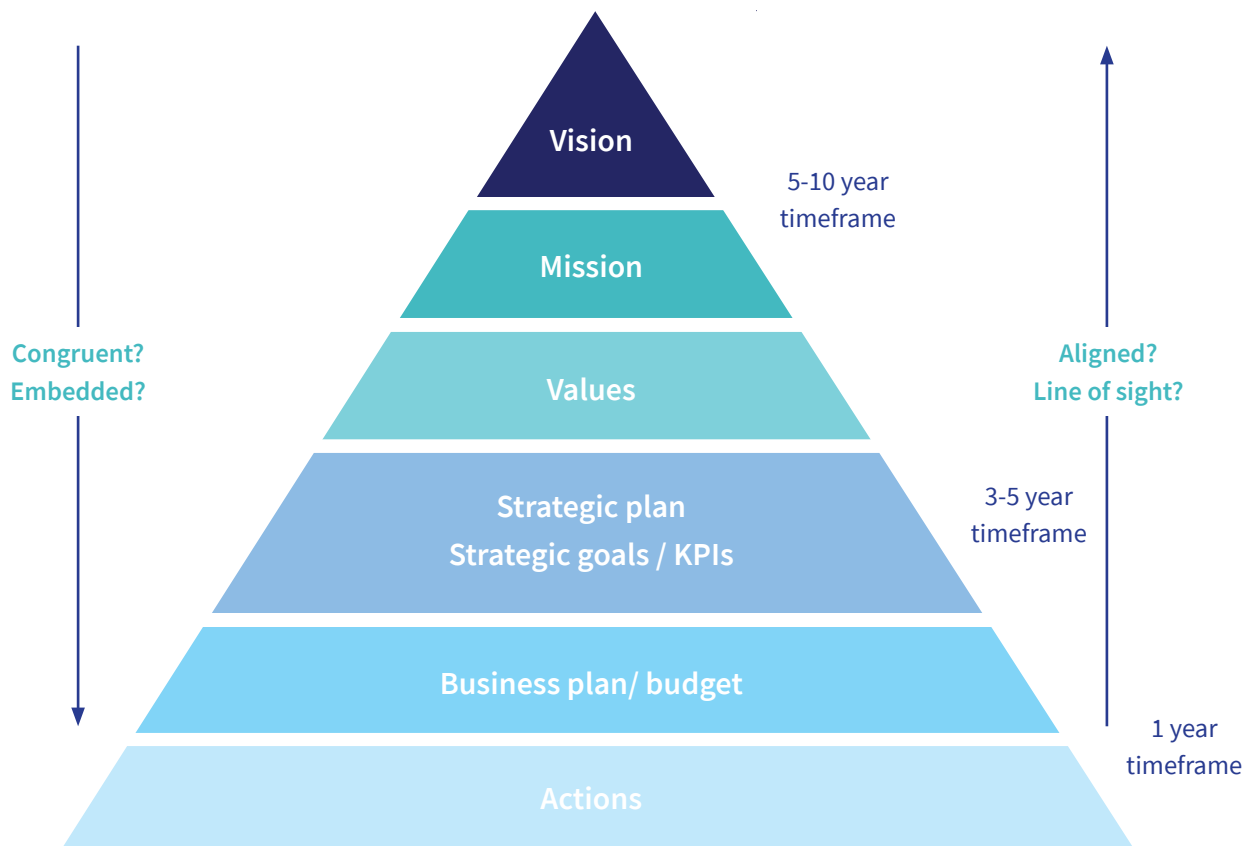 Vision
5-10 year
timeframe
Mission
Congruent?
Embedded?
Aligned?
Line of sight?
Values
Strategic plan
Strategic goals / KPIs
3-5 year
timeframe
Business plan/ budget
1 year
timeframe
Actions